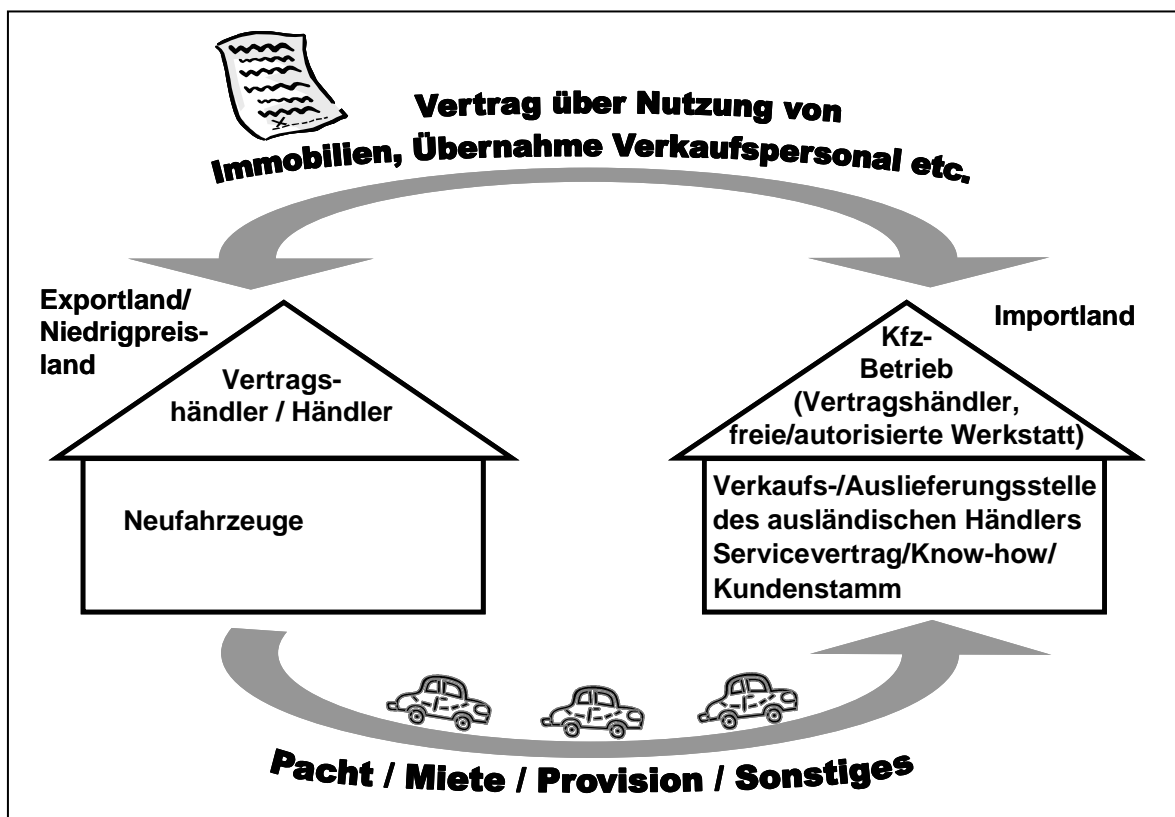 Vertrag über Nutzung von
Immobilien, Übernahme Verkaufspersonal etc.
Exportland/
Niedrigpreis-
land
Vertrags-
händler / Händler
Neufahrzeuge
Importland
Kfz-
Betrieb
(Vertragshändler,
freie/autorisierte Werkstatt)
Verkaufs-/Auslieferungsstelle
des ausländischen Händlers
Servicevertrag/Know-how/
Kundenstamm
Pacht / Miete / Provision / Sonstiges